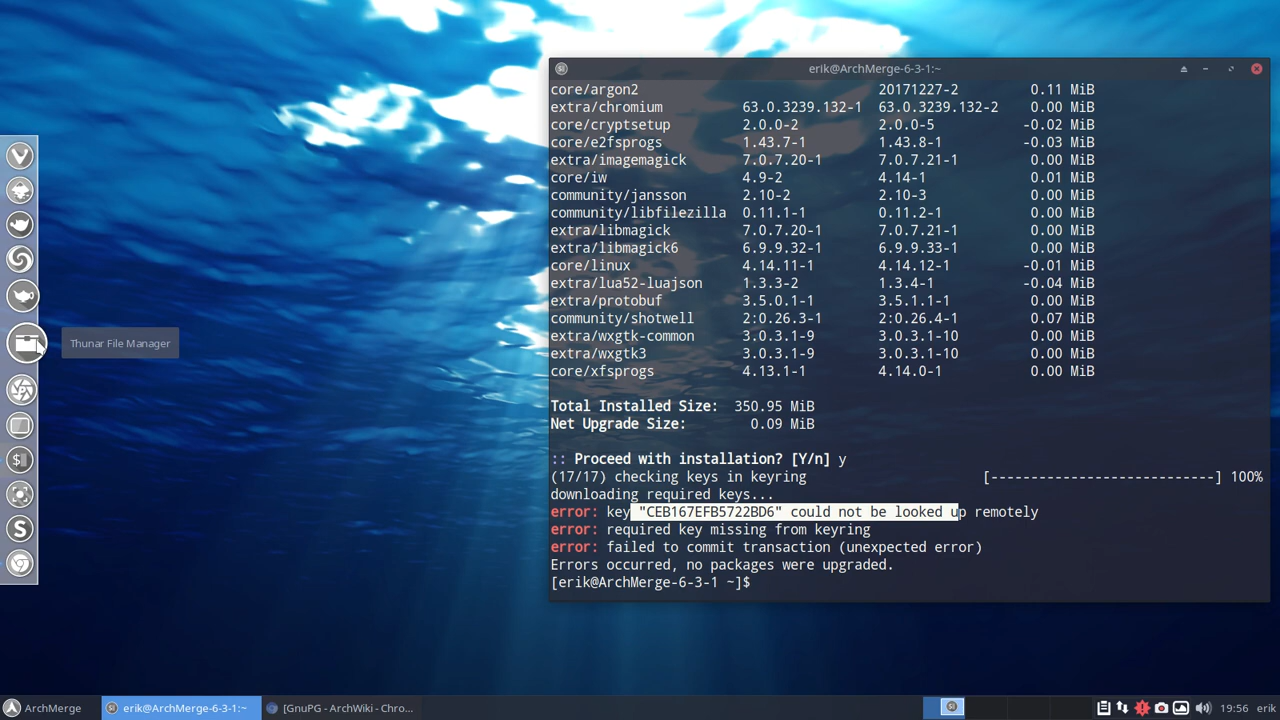 erik@ArchMerge-6-3-1:~
core/argon2 20171227-2 0.11 MiB
extra/chromium 63.0.3239.132-1 63.0.3239.132-2 0.00 MiB
core/cryptsetup 2.0.0-2 2.0.0-5 -0.02 MiB
core/e2fsprogs 1.43.7-1 1.43.8-1 -0.03 MiB
extra/imagemagick 7.0.7.20-1 7.0.7.21-1 0.00 MiB
core/iw 4.9-2 4.14-1 0.01 MiB
community/jansson 2.10-2 2.10-3 0.00 MiB
community/libfilezilla 0.11.1-1 0.11.2-1 0.00 MiB
extra/libmagick 7.0.7.20-1 7.0.7.21-1 0.00 MiB
extra/libmagick6 6.9.9.32-1 6.9.9.33-1 0.00 MiB
core/linux 4.14.11-1 4.14.12-1 -0.01 MiB
extra/lua52-luajson 1.3.3-2 1.3.4-1 -0.04 MiB
extra/protobuf 3.5.0.1-1 3.5.1.1-1 0.00 MiB
community/shotwell 2:0.26.3-1 2:0.26.4-1 0.07 MiB
extra/wxgtk-common 3.0.3.1-9 3.0.3.1-10 0.00 MiB
extra/wxgtk3 3.0.3.1-9 3.0.3.1-10 0.00 MiB
core/xfsprogs 4.13.1-1 4.14.0-1 0.00 MiB
Total Installed Size: 350.95 MiB
Net Upgrade Size: 0.09 MiB
:: Proceed with installation? [Y/n] y
(17/17) checking keys in keyring [----------------------------] 100%
downloading required keys...
error: key "CEB167EFB5722BD6" could not be looked up remotely
error: required key missing from keyring
error: failed to commit transaction (unexpected error)
Errors occurred, no packages were upgraded.
[erik@ArchMerge-6-3-1 ~]$
Thunar File Manager
ArchMerge
erik@ArchMerge-6-3-1:~
[GnuPG - ArchWiki - Chro...
19:56
erik